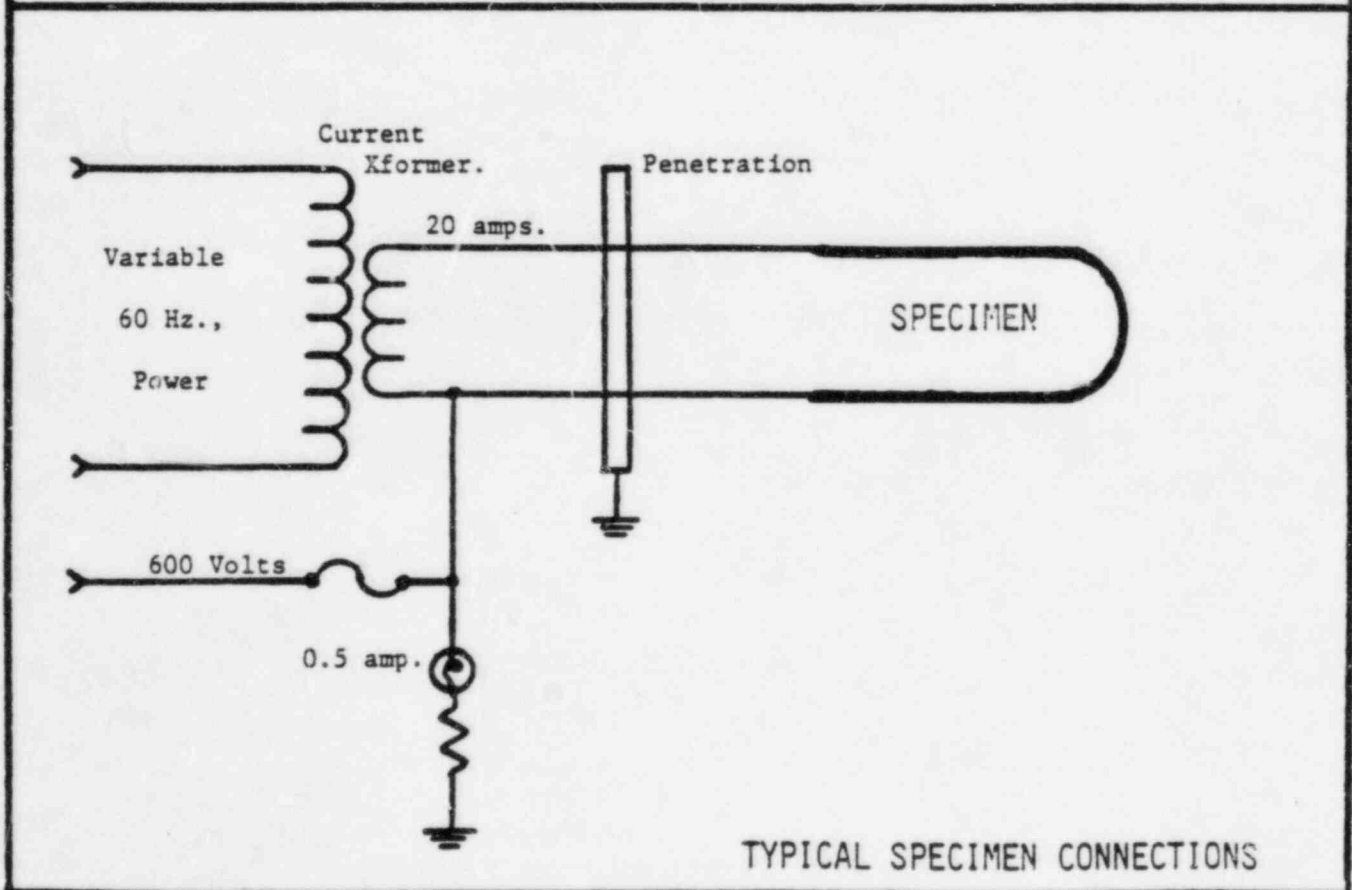 Current
Xformer.
Penetration
20 amps.
Variable
60 Hz.,
Power
SPECIMEN
600 Volts
0.5 amp.
TYPICAL SPECIMEN CONNECTIONS